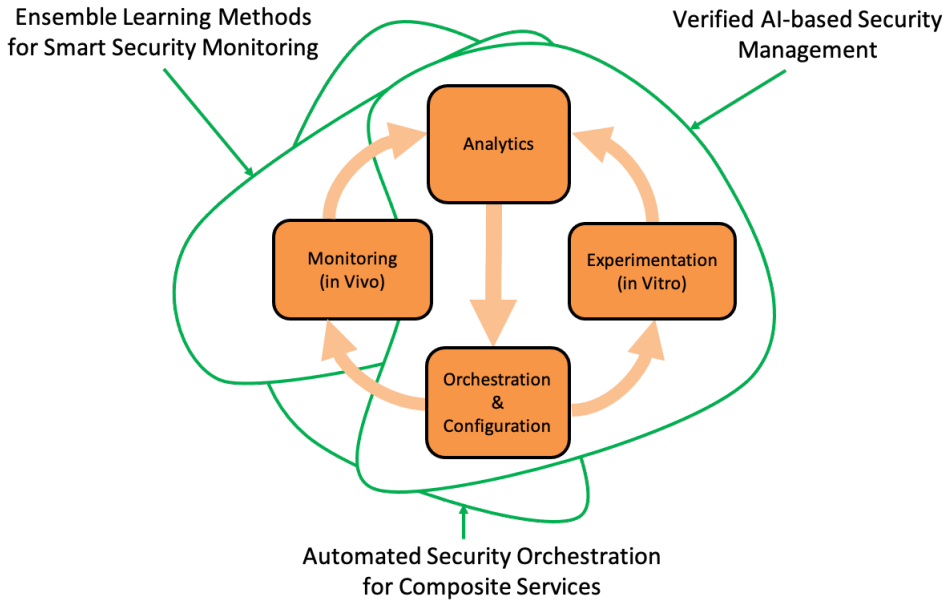 Ensemble Learning Methods
for Smart Security Monitoring
Verified AI-based Security
Management
Analytics
Monitoring
(in Vivo)
Experimentation
(in Vitro)
Orchestration
&
Configuration
Automated Security Orchestration
for Composite Services